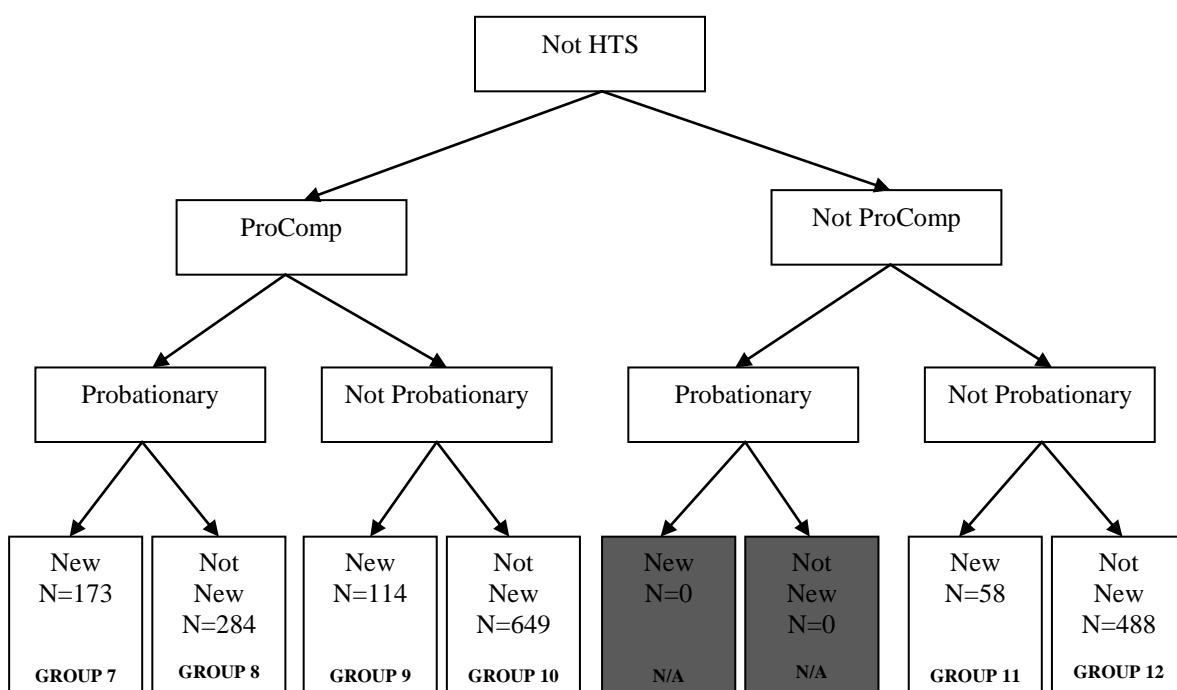 Not HTS
ProComp
Not ProComp
Probationary
Not Probationary
Probationary
Not Probationary
New
N=173
GROUP 7
Not
New
N=284
GROUP 8
New
N=114
GROUP 9
Not
New
N=649
GROUP 10
New
N=0
N/A
Not
New
N=0
N/A
New
N=58
GROUP 11
Not
New
N=488
GROUP 12